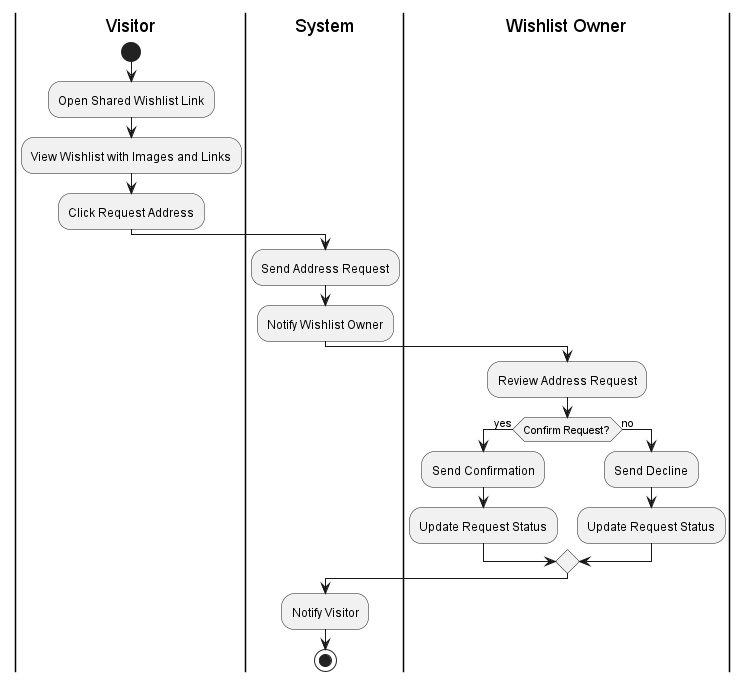 Visitor
System
Wishlist Owner
Open Shared Wishlist Link
View Wishlist with Images and Links
Click Request Address
Send Address Request
Notify Wishlist Owner
Review Address Request
yes
Confirm Request?
no
Send Confirmation
Send Decline
Update Request Status
Update Request Status
Notify Visitor